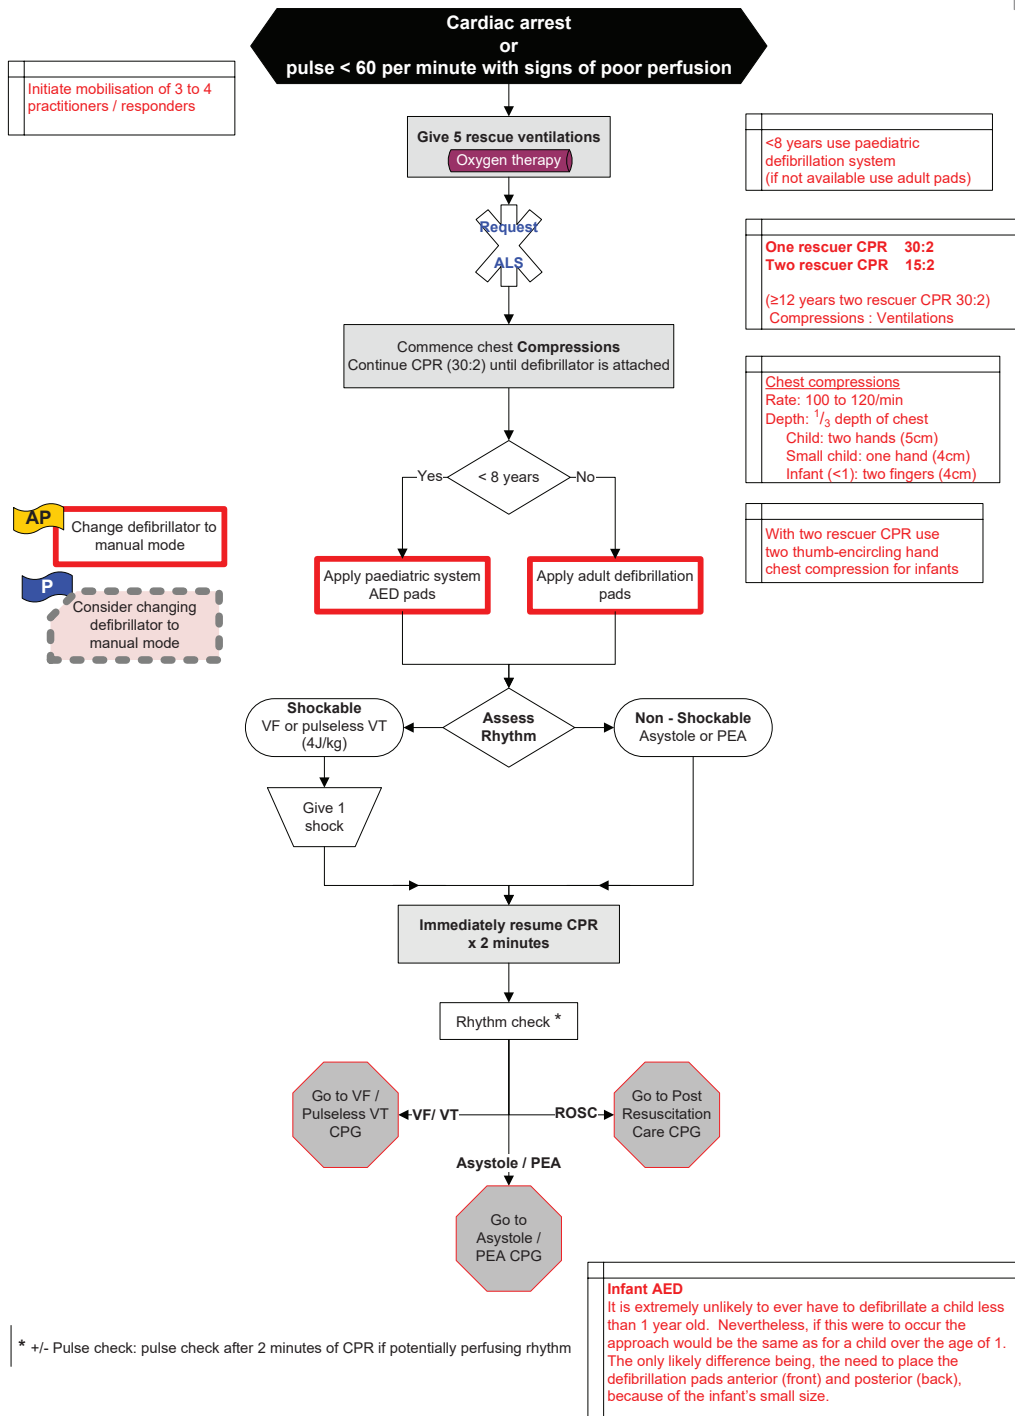 Cardiac arrest
or
pulse < 60 per minute with signs of poor perfusion
Initiate mobilisation of 3 to 4
practitioners / responders
Give 5 rescue ventilations
Oxygen therapy
<8 years use paediatric
defibrillation system
(if not available use adult pads)
Request
ALS
One rescuer CPR 30:2
Two rescuer CPR 15:2
(≥12 years two rescuer CPR 30:2)
Compressions : Ventilations
Commence chest Compressions
Continue CPR (30:2) until defibrillator is attached
Chest compressions
Rate: 100 to 120/min
Depth: 1/3 depth of chest
Child: two hands (5cm)
Small child: one hand (4cm)
Infant (<1): two fingers (4cm)
Yes
< 8 years
No
AP
Change defibrillator to
manual mode
With two rescuer CPR use
two thumb-encircling hand
chest compression for infants
P
Consider changing
defibrillator to
manual mode
Apply paediatric system
AED pads
Apply adult defibrillation
pads
Shockable
VF or pulseless VT
(4J/kg)
Assess
Rhythm
Non - Shockable
Asystole or PEA
Give 1
shock
Immediately resume CPR
x 2 minutes
Rhythm check *
Go to VF /
Pulseless VT
CPG
VF/ VT
ROSC
Go to Post
Resuscitation
Care CPG
Asystole / PEA
Go to
Asystole /
PEA CPG
Infant AED
It is extremely unlikely to ever have to defibrillate a child less
than 1 year old. Nevertheless, if this were to occur the
approach would be the same as for a child over the age of 1.
The only likely difference being, the need to place the
defibrillation pads anterior (front) and posterior (back),
because of the infant's small size.
* +/- Pulse check: pulse check after 2 minutes of CPR if potentially perfusing rhythm